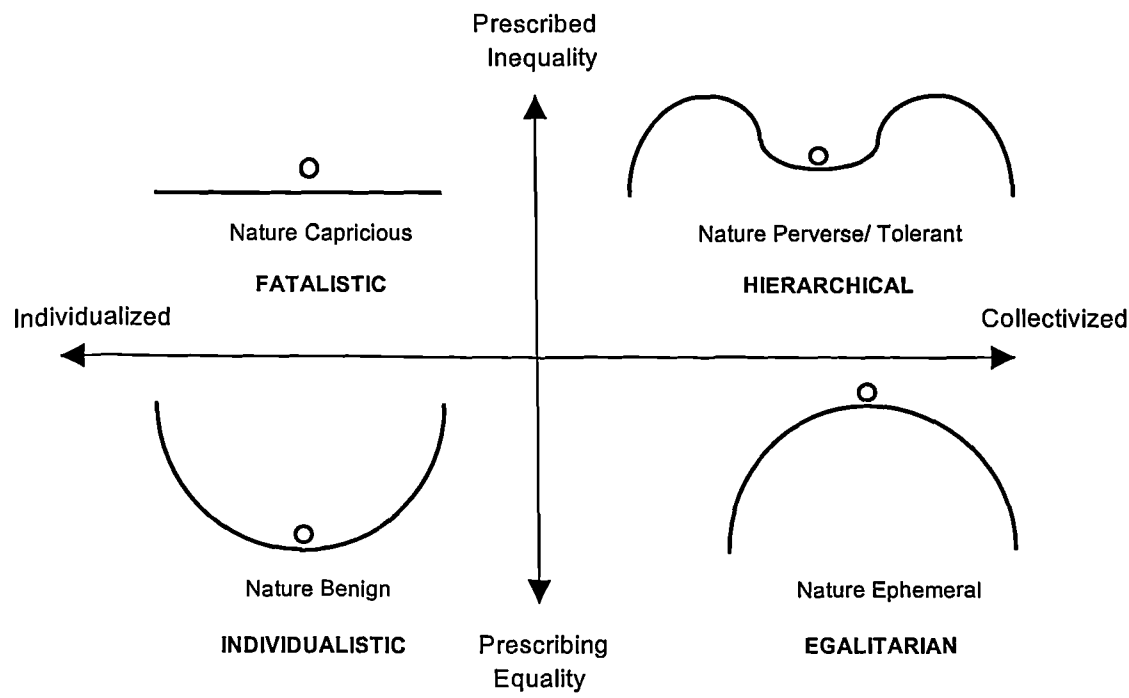 Prescribed
Inequality
Nature Capricious
Nature Perverse/ Tolerant
FATALISTIC
HIERARCHICAL
Individualized
Collectivized
Nature Benign
Nature Ephemeral
INDIVIDUALISTIC
Prescribing
Equality
EGALITARIAN